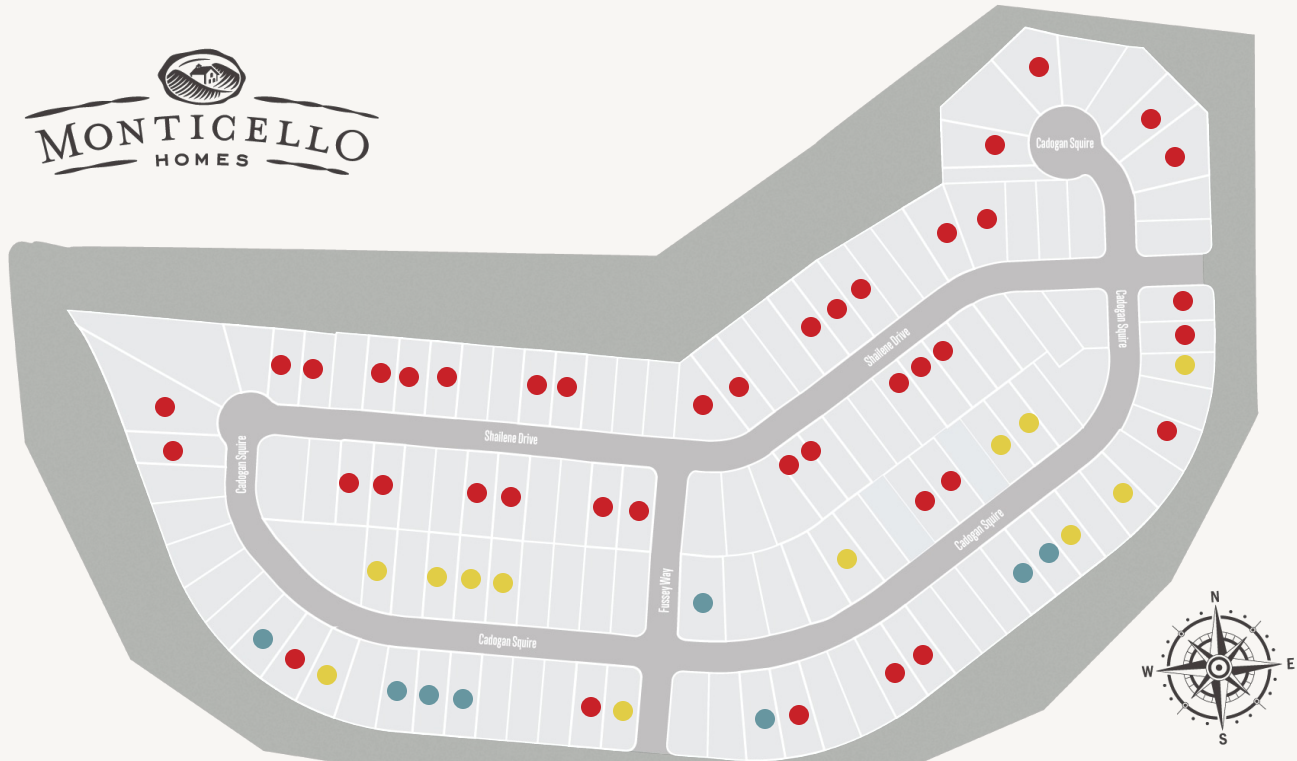 MONTICELLO
HOMES
Cadogan Squire
Cadogan Squire
Shailene Drive
Shailene Drive
Cadogan Squire
Cadogan Squire
Fussey Way
Cadogan Squire
N
W
E
S